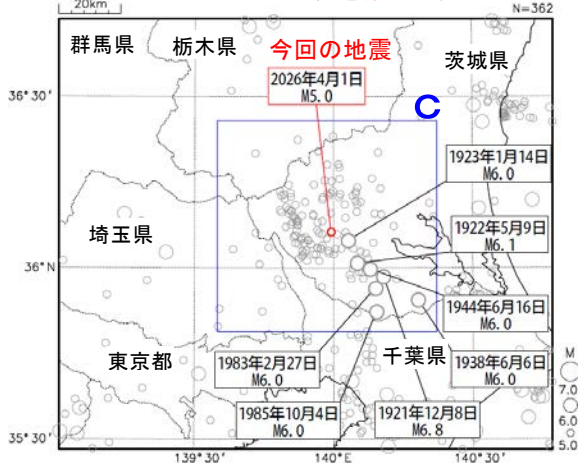 20km
N=362
群馬県
栃木県
今回の地震
茨城県
2026年4月1日
M5.0
36°30′
C
1923年1月14日
M6.0
1922年5月9日
M6.1
埼玉県
36°N
1944年6月16日
M6.0
東京都
1983年2月27日
M6.0
千葉県
1938年6月6日
M6.0
M
7.0
6.0
5.0
1985年10月4日
M6.0
1921年12月8日
M6.8
35°30′
139°30′
140°E
140°30′